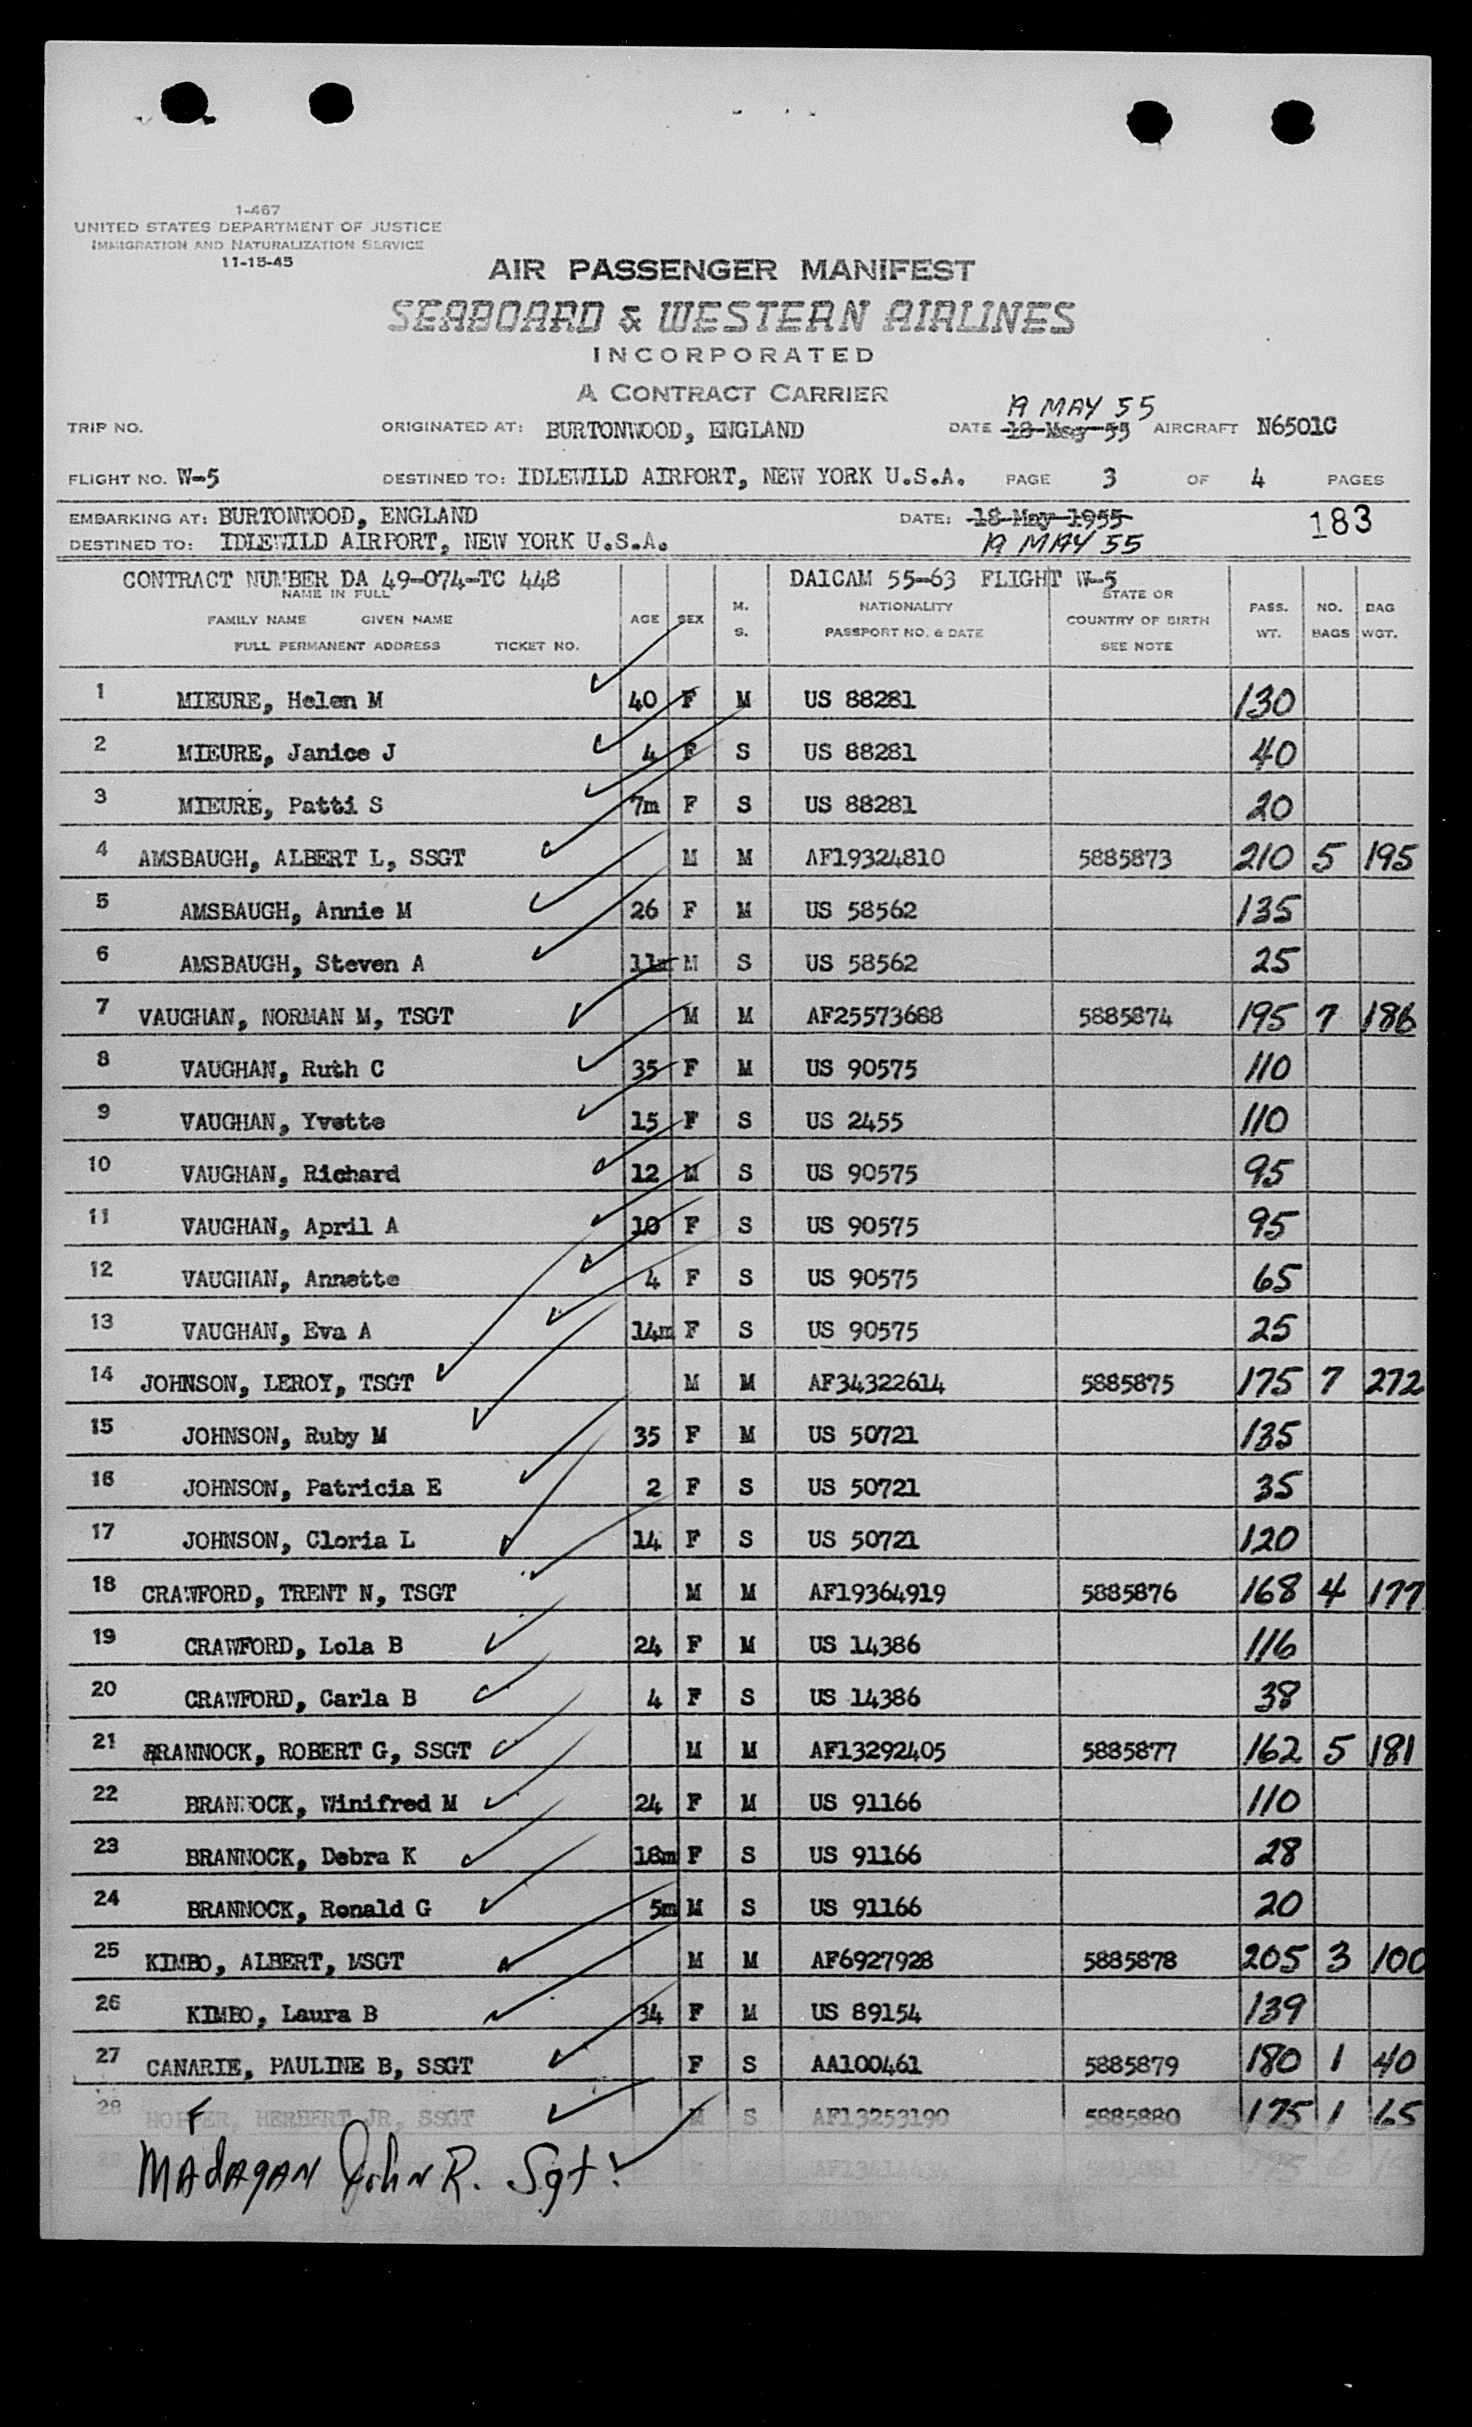 1-467
UNITED STATES DEPARTMENT OF JUSTICE
IMMIGRATION AND NATURALIZATION SERVICE
11-15-45
AIR PASSENGER MANIFEST
SEABOARD & WESTERN AIRLINES
INCORPORATED
A CONTRACT CARRIER
19 MAY 55
TRIP NO. ORIGINATED AT: BURTONWOOD, ENGLAND DATE 18 May 55 AIRCRAFT N6501C
FLIGHT NO. W-5 DESTINED TO: IDLEWILD AIRPORT, NEW YORK U.S.A. PAGE 3 OF 4 PAGES
EMBARKING AT: BURTONWOOD, ENGLAND DATE: 18 May 1955 183
DESTINED TO: IDLEWILD AIRPORT, NEW YORK U.S.A. 19 MAY 55
CONTRACT NUMBER DA 49-074-TC 448 DAICAM 55-63 FLIGHT W-5
NAME IN FULL STATE OR
FAMILY NAME GIVEN NAME AGE SEX M. S. NATIONALITY COUNTRY OF BIRTH PASS. WT. NO. BAGS BAG WGT.
FULL PERMANENT ADDRESS TICKET NO. PASSPORT NO. & DATE SEE NOTE
1 MIEURE, Helen M 40 F M US 88281 130
2 MIEURE, Janice J 4 F S US 88281 40
3 MIEURE, Patti S 7m F S US 88281 20
4 AMSBAUGH, ALBERT L, SSGT M M AF19324810 5885873 210 5 195
5 AMSBAUGH, Annie M 26 F M US 58562 135
6 AMSBAUGH, Steven A 11m M S US 58562 25
7 VAUGHAN, NORMAN M, TSGT M M AF25573688 5885874 195 7 186
8 VAUGHAN, Ruth C 35 F M US 90575 110
9 VAUGHAN, Yvette 15 F S US 2455 110
10 VAUGHAN, Richard 12 M S US 90575 95
11 VAUGHAN, April A 10 F S US 90575 95
12 VAUGHAN, Annette 4 F S US 90575 65
13 VAUGHAN, Eva A 14m F S US 90575 25
14 JOHNSON, LEROY, TSGT M M AF34322614 5885875 175 7 272
15 JOHNSON, Ruby M 35 F M US 50721 135
16 JOHNSON, Patricia E 2 F S US 50721 35
17 JOHNSON, Cloria L 14 F S US 50721 120
18 CRAWFORD, TRENT N, TSGT M M AF19364919 5885876 168 4 177
19 CRAWFORD, Lola B 24 F M US 14386 116
20 CRAWFORD, Carla B 4 F S US 14386 38
21 BRANNOCK, ROBERT G, SSGT M M AF13292405 5885877 162 5 181
22 BRANNOCK, Winifred M 24 F M US 91166 110
23 BRANNOCK, Debra K 18m F S US 91166 28
24 BRANNOCK, Ronald G 5m M S US 91166 20
25 KIMBO, ALBERT, MSGT M M AF6927928 5885878 205 3 100
26 KIMBO, Laura B 34 F M US 89154 139
27 CANARIE, PAULINE B, SSGT F S AA100461 5885879 180 1 40
28 HOFFER, HERBERT JR, SSGT M S AF13253190 5885880 175 1 65
MADAGAN John R. Sgt.